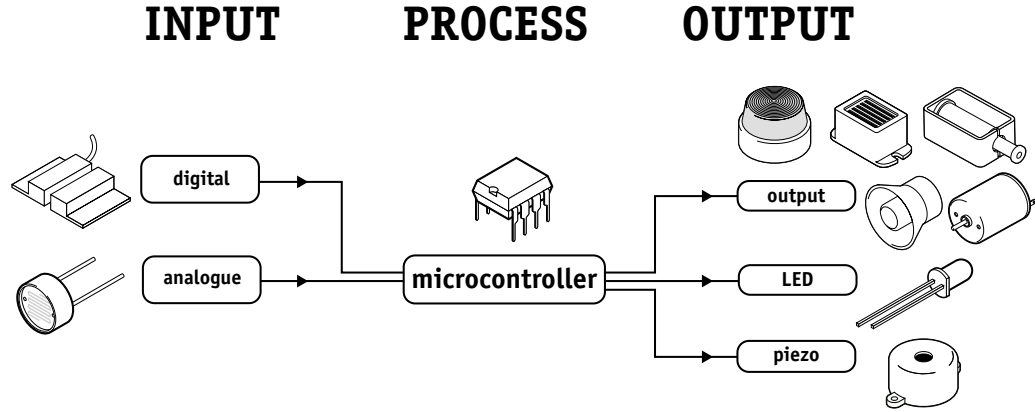 INPUT PROCESS OUTPUT
digital
output
analogue
microcontroller
LED
piezo